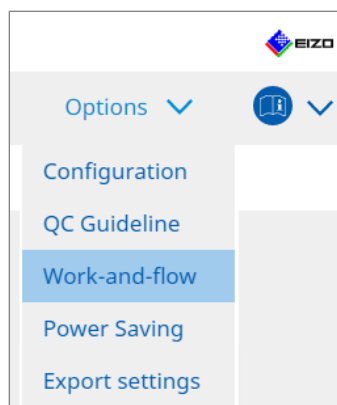 EIZO
Options
Configuration
QC Guideline
Work-and-flow
Power Saving
Export settings